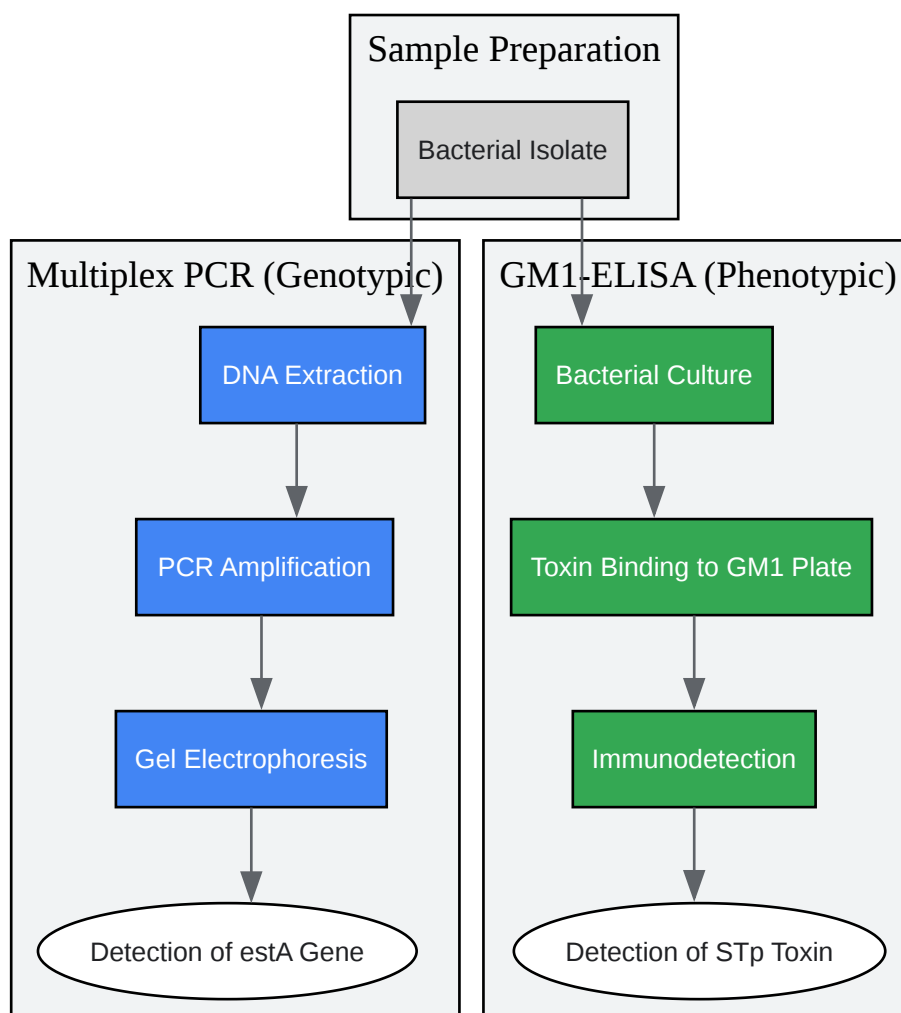 Sample Preparation
Bacterial Isolate
Multiplex PCR (Genotypic)
DNA Extraction
PCR Amplification
Gel Electrophoresis
Detection of estA Gene
GM1-ELISA (Phenotypic)
Bacterial Culture
Toxin Binding to GM1 Plate
Immunodetection
Detection of STp Toxin